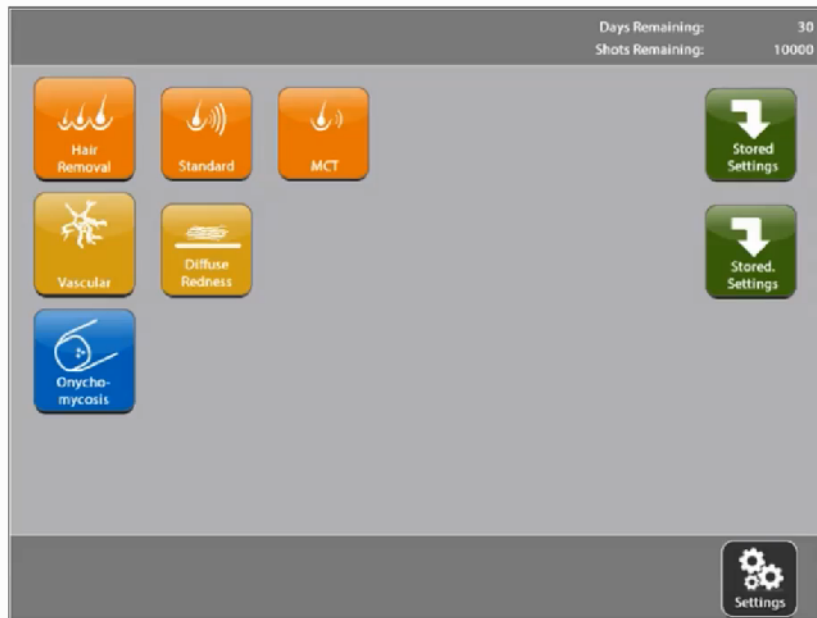 Days Remaining: 30
Shots Remaining: 10000
Hair
Removal
Standard
MCT
Stored
Settings
Vascular
Diffuse
Redness
Stored.
Settings
Onycho-
mycosis
Settings